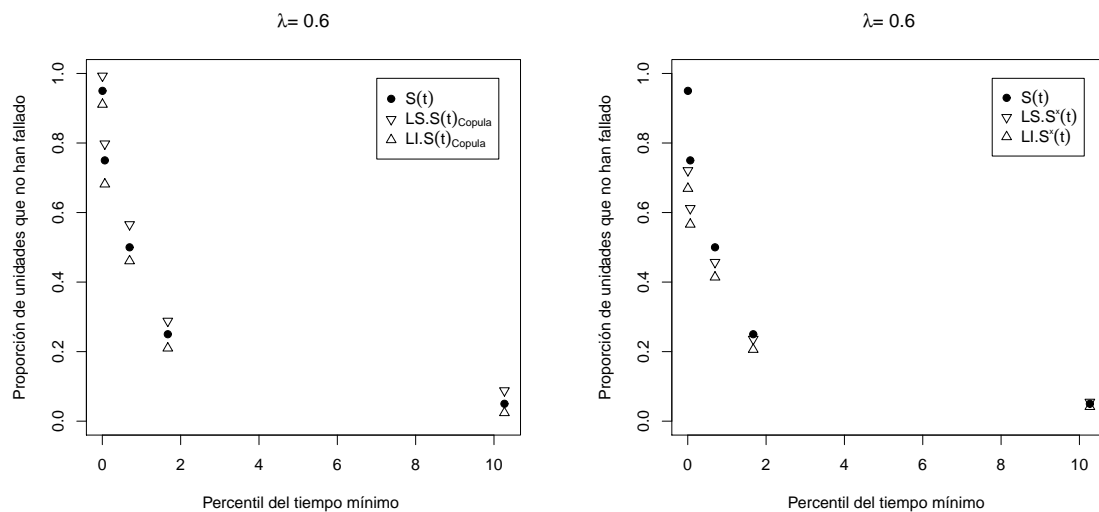 λ= 0.6
S(t)
LS.S(t)Copula
LI.S(t)Copula
Proporción de unidades que no han fallado
1.0
0.8
0.6
0.4
0.2
0.0
0 2 4 6 8 10
Percentil del tiempo mínimo
λ= 0.6
S(t)
LS.Sˣ(t)
LI.Sˣ(t)
Proporción de unidades que no han fallado
1.0
0.8
0.6
0.4
0.2
0.0
0 2 4 6 8 10
Percentil del tiempo mínimo